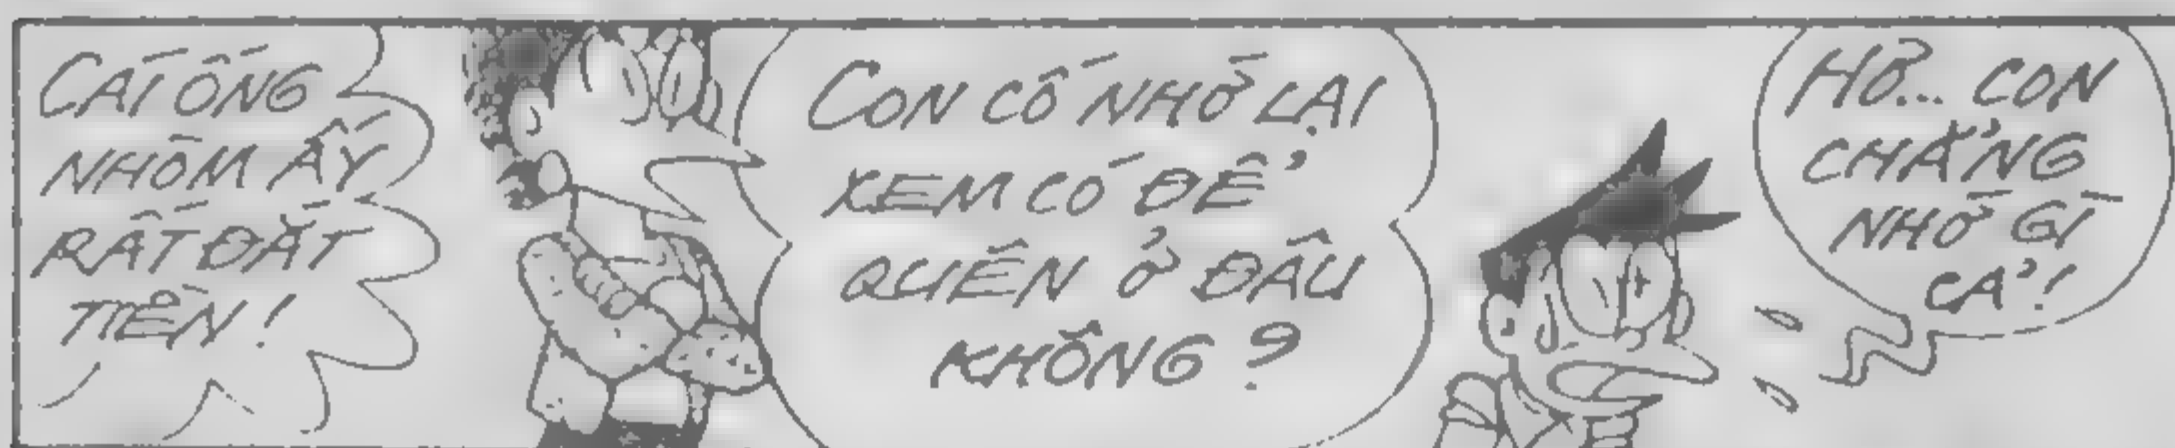 CÁI ỐNG
NHÒM ẤY
RẤT ĐẮT
TIỀN!
CON CỐ NHỚ LẠI
XEM CÓ ĐỂ
QUÊN Ở ĐÂU
KHÔNG?
HỞ... CON
CHẲNG
NHỚ GÌ
CẢ!